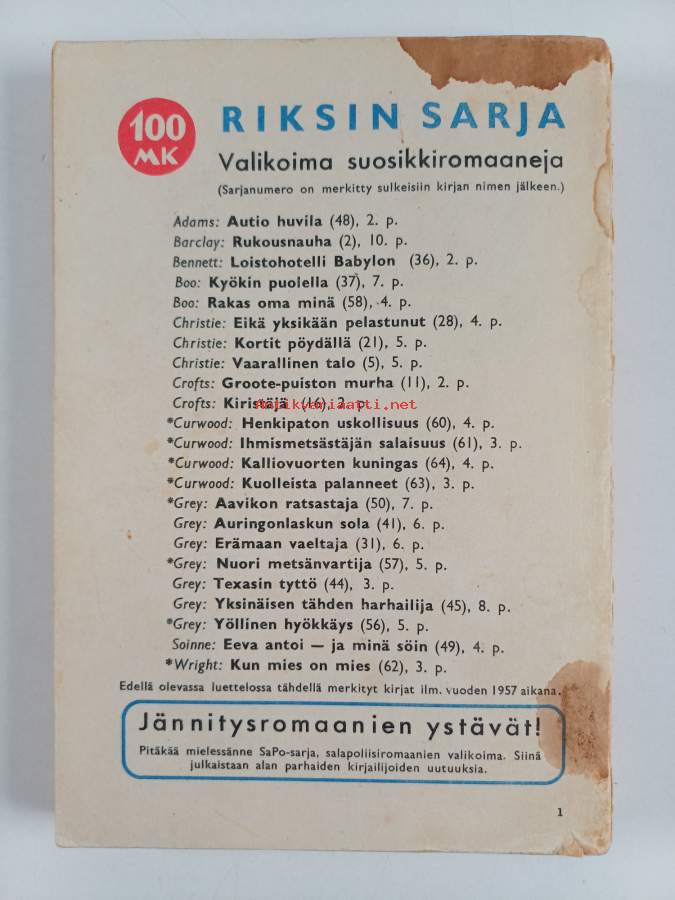 100
MK
RIKSIN SARJA
Valikoima suosikkiromaaneja
(Sarjanumero on merkitty sulkeisiin kirjan nimen jälkeen.)
Adams: Autio huvila (48), 2. p.
Barclay: Rukousnauha (2), 10. p.
Bennett: Loistohotelli Babylon (36), 2. p.
Boo: Kyökin puolella (37), 7. p.
Boo: Rakas oma minä (58), 4. p.
Christie: Eikä yksikään pelastunut (28), 4. p.
Christie: Kortit pöydällä (21), 5. p.
Christie: Vaarallinen talo (5), 5. p.
Crofts: Groote-puiston murha (11), 2. p.
Crofts: Kiristäjä (16), 2. p.
Antikvariaatti.net
*Curwood: Henkipaton uskollisuus (60), 4. p.
*Curwood: Ihmismetsästäjän salaisuus (61), 3. p.
*Curwood: Kalliovuorten kuningas (64), 4. p.
*Curwood: Kuolleista palanneet (63), 3. p.
*Grey: Aavikon ratsastaja (50), 7. p.
Grey: Auringonlaskun sola (41), 6. p.
Grey: Erämaan vaeltaja (31), 6. p.
*Grey: Nuori metsänvartija (57), 5. p.
Grey: Texasin tyttö (44), 3. p.
Grey: Yksinäisen tähden harhailija (45), 8. p.
*Grey: Yöllinen hyökkäys (56), 5. p.
Soinne: Eeva antoi — ja minä söin (49), 4. p.
*Wright: Kun mies on mies (62), 3. p.
Edellä olevassa luettelossa tähdellä merkityt kirjat ilm. vuoden 1957 aikana.
Jännitysromaanien ystävät!
Pitäkää mielessänne SaPo-sarja, salapoliisiromaanien valikoima. Siinä
julkaistaan alan parhaiden kirjailijoiden uutuuksia.
1